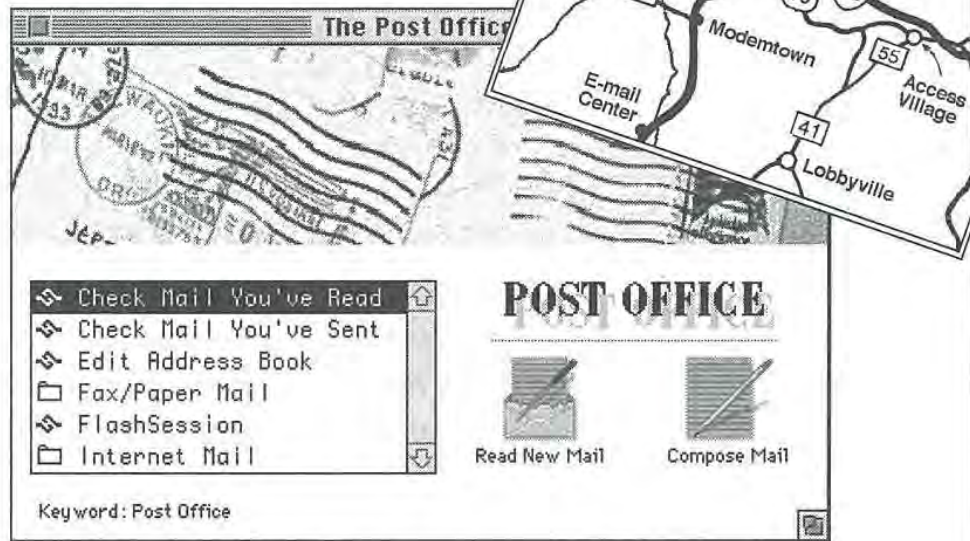 The Post Office
Modemtown
55
Access
Village
E-mail
Center
41
Lobbyville
Check Mail You've Read
Check Mail You've Sent
Edit Address Book
Fax/Paper Mail
FlashSession
Internet Mail
POST OFFICE
Read New Mail
Compose Mail
Keyword: Post Office